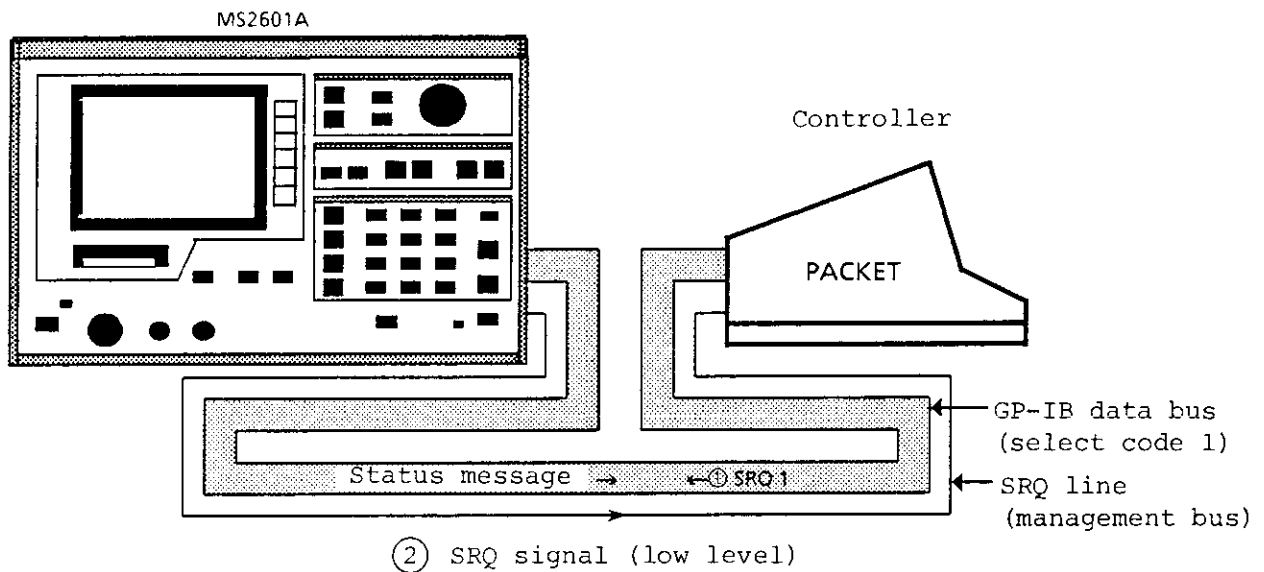 MS2601A
Controller
PACKET
GP-IB data bus
(select code 1)
Status message → ←① SRQ 1
SRQ line
(management bus)
② SRQ signal (low level)